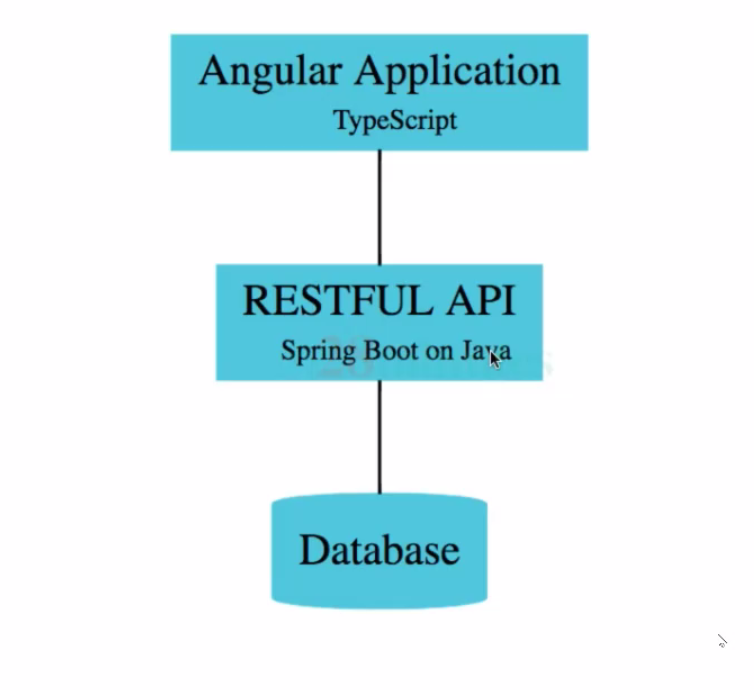 Angular Application
TypeScript
RESTFUL API
Spring Boot on Java
Database